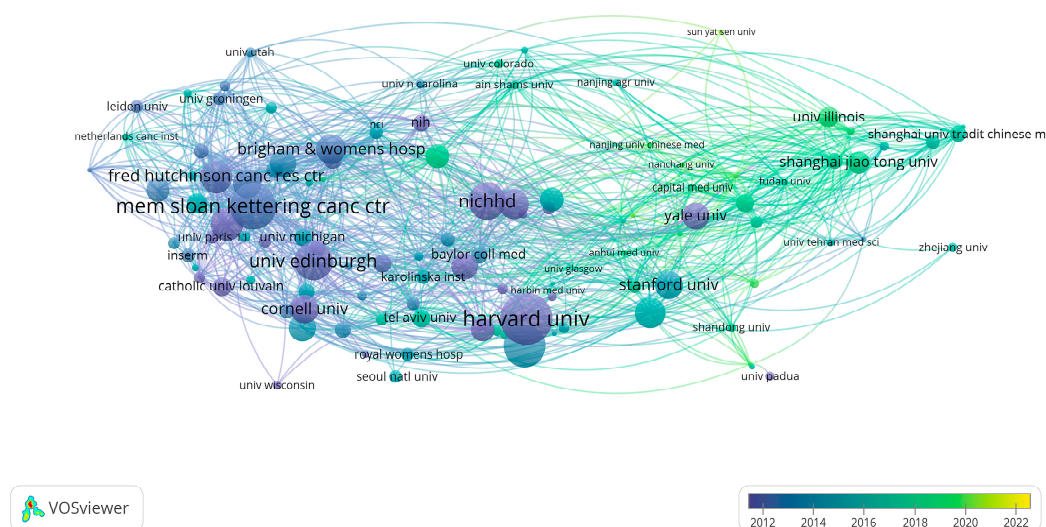 sun yat sen univ
univ utah
univ colorado
univ n carolina
ain shams univ
nanjing agr univ
univ groningen
leiden univ
nci
nih
univ illinois
netherlands canc inst
shanghai univ tradit chinese m
brigham & womens hosp
nanjing univ chinese med
shanghai jiao tong univ
nanchang univ
fred hutchinson canc res ctr
fudan univ
capital med univ
mem sloan kettering canc ctr
nichhd
yale univ
univ paris 11
univ michigan
univ tehran med sci
zhejiang univ
inserm
baylor coll med
anhui med univ
univ edinburgh
univ glasgow
karolinska inst
catholic univ louvain
stanford univ
harbin med univ
cornell univ
tel aviv univ
harvard univ
shandong univ
royal womens hosp
seoul natl univ
univ padua
univ wisconsin
VOSviewer
2012 2014 2016 2018 2020 2022